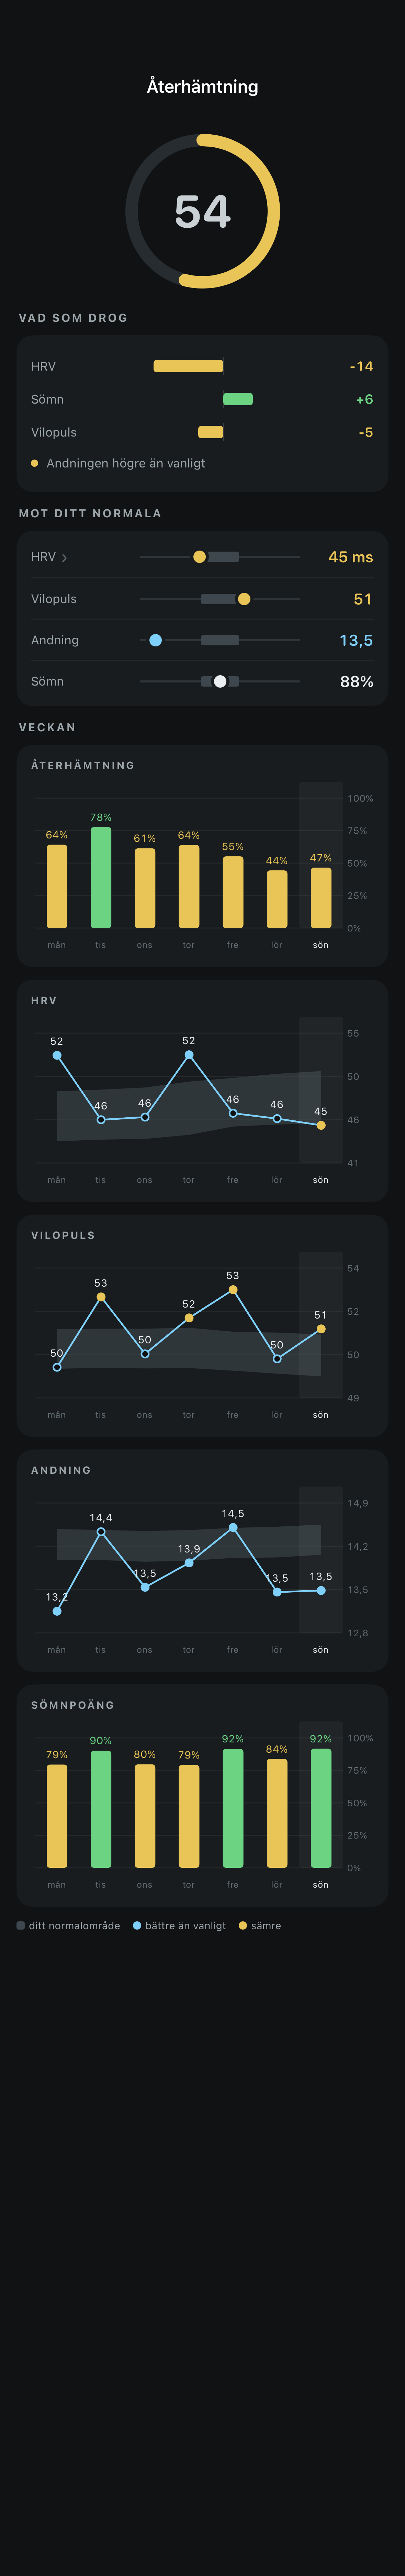 Återhämtning
54
VAD SOM DROG
HRV -14
Sömn +6
Vilopuls -5
Andningen högre än vanligt
MOT DITT NORMALA
HRV › 45 ms
Vilopuls 51
Andning 13,5
Sömn 88%
VECKAN
ÅTERHÄMTNING
100%
78% 75%
64% 61% 64% 55% 44% 47%
50%
25%
0%
mån tis ons tor fre lör sön
HRV
55
52 52
50
46 46 46 46 45
46
41
mån tis ons tor fre lör sön
VILOPULS
54
53 53
52 51
52
50 50 50
50
49
mån tis ons tor fre lör sön
ANDNING
14,9
14,4 14,5
14,2
13,2 13,5 13,9 13,5 13,5
13,5
12,8
mån tis ons tor fre lör sön
SÖMNPOÄNG
79% 90% 80% 79% 92% 84% 92% 100%
75%
50%
25%
0%
mån tis ons tor fre lör sön
ditt normalområde bättre än vanligt sämre